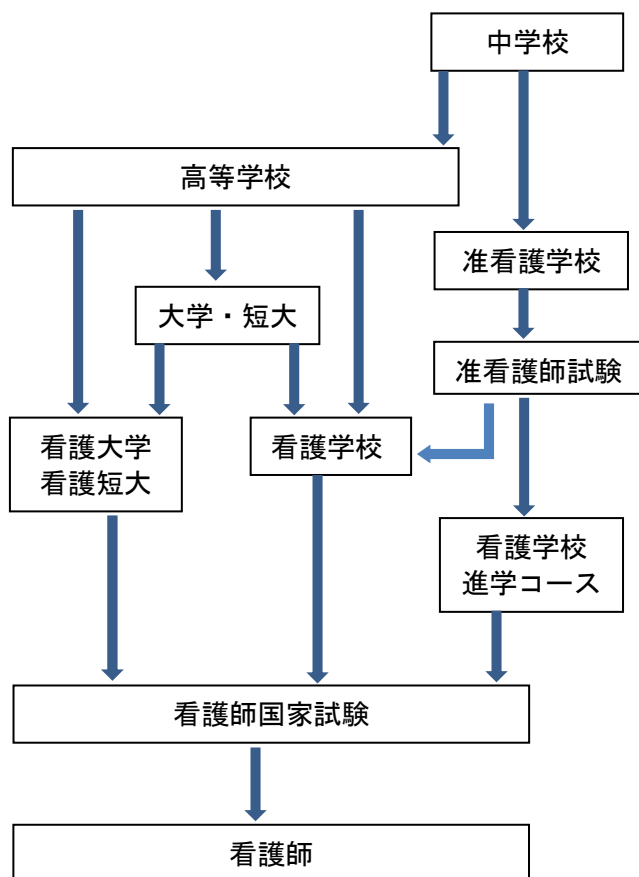 中学校
高等学校
准看護学校
大学・短大
准看護師試験
看護大学
看護短大
看護学校
看護学校
進学コース
看護師国家試験
看護師